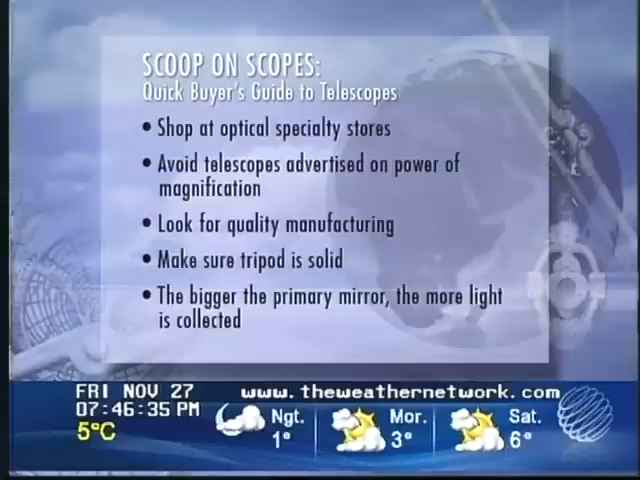 SCOOP ON SCOPES:
Quick Buyer's Guide to Telescopes
• Shop at optical specialty stores
• Avoid telescopes advertised on power of
magnification
• Look for quality manufacturing
• Make sure tripod is solid
• The bigger the primary mirror, the more light
is collected
FRI NOV 27 www.theweathernetwork.com
07:46:35 PM
5°C
Ngt. 1°
Mor. 3°
Sat. 6°